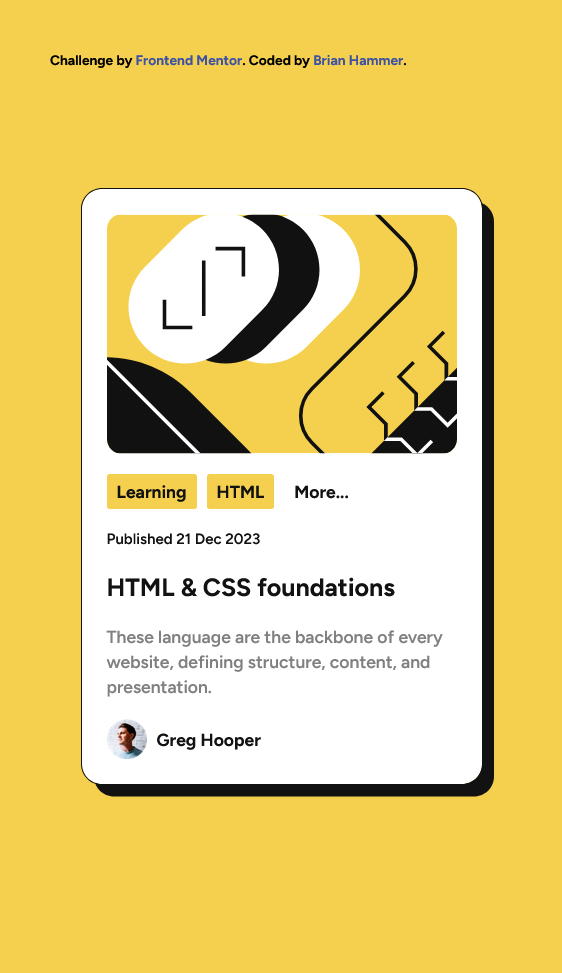 Challenge by Frontend Mentor. Coded by Brian Hammer.
Learning HTML More...
Published 21 Dec 2023
HTML & CSS foundations
These language are the backbone of every
website, defining structure, content, and
presentation.
Greg Hooper